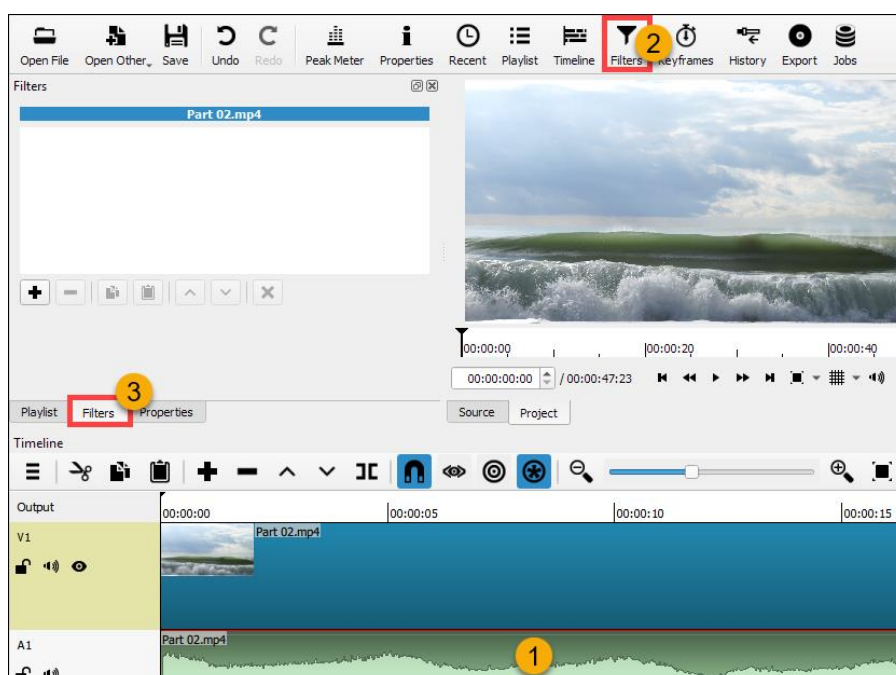 Open File Open Other Save Undo Redo Peak Meter Properties Recent Playlist Timeline Filters Keyframes History Export Jobs
2
Filters
Part 02.mp4
00:00:00 00:00:20 00:00:40
00:00:00:00 / 00:00:47:23
3
Playlist Filters Properties
Source Project
Timeline
Output
00:00:00 00:00:05 00:00:10 00:00:15
V1
Part 02.mp4
A1
Part 02.mp4
1